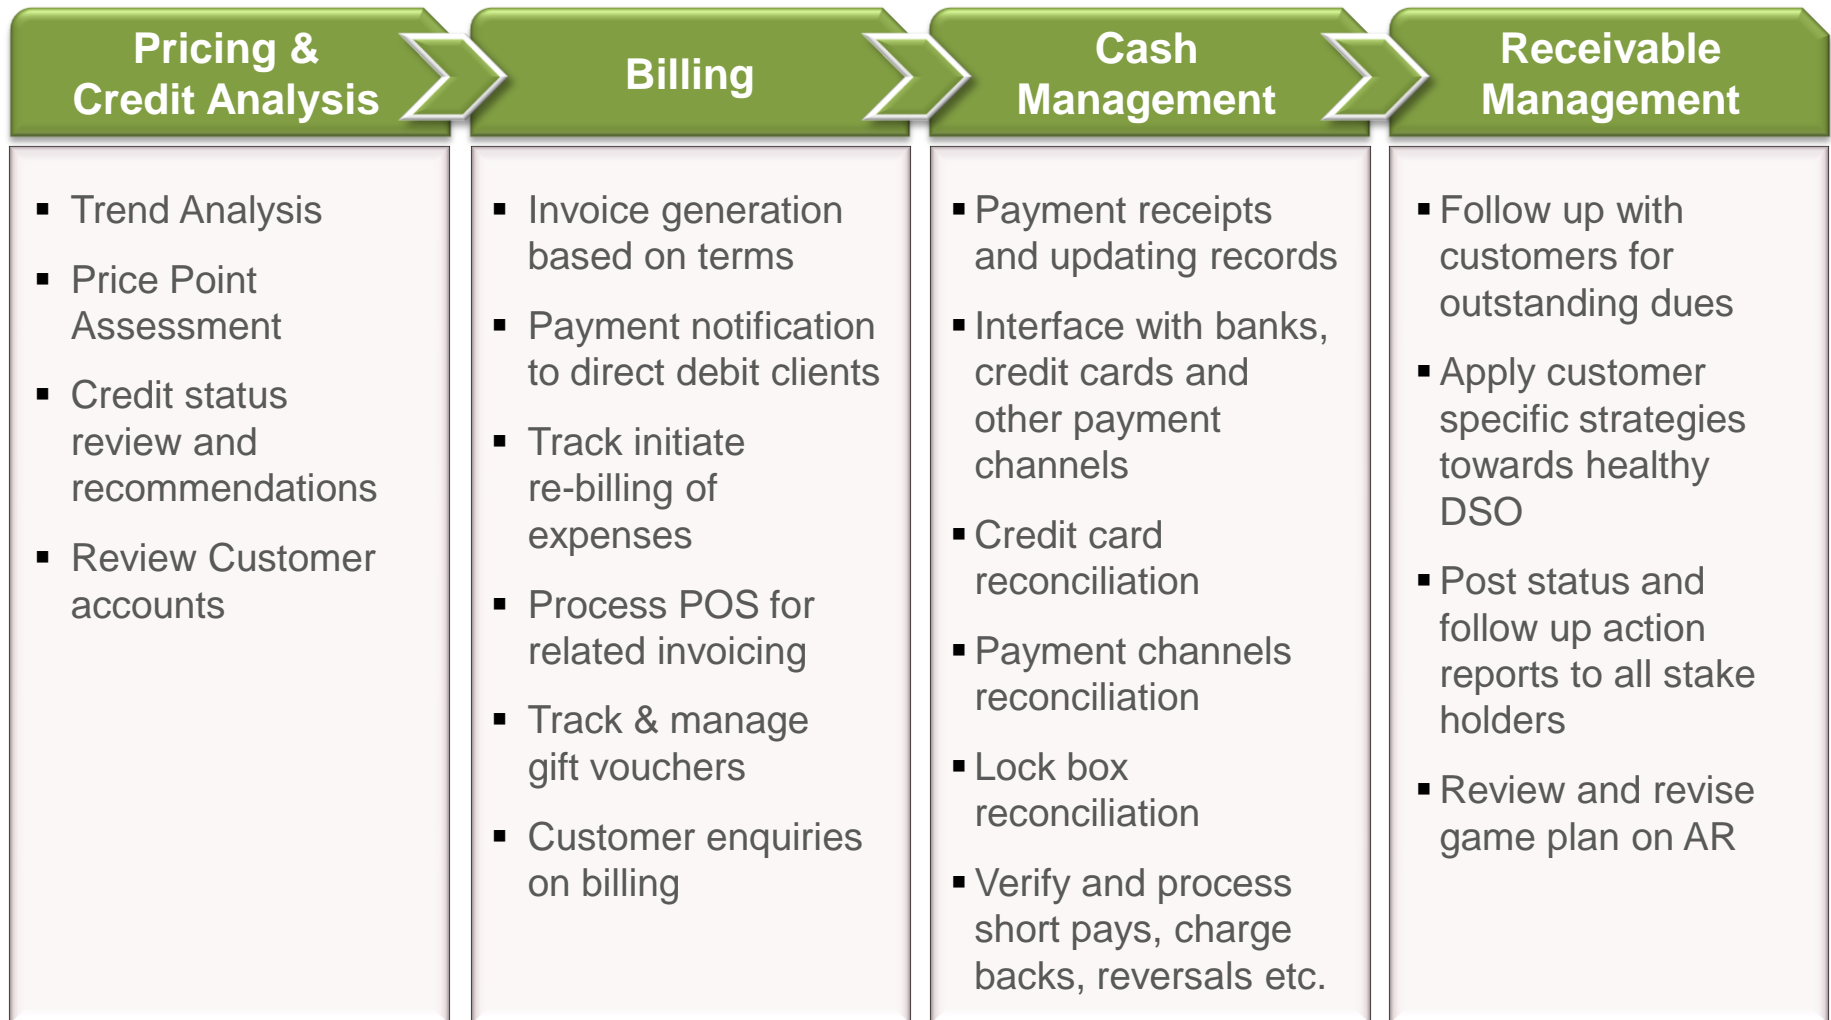 Pricing &
Credit Analysis
Billing
Cash
Management
Receivable
Management
▪ Trend Analysis
▪ Price Point
Assessment
▪ Credit status
review and
recommendations
▪ Review Customer
accounts
▪ Invoice generation
based on terms
▪ Payment notification
to direct debit clients
▪ Track initiate
re-billing of
expenses
▪ Process POS for
related invoicing
▪ Track & manage
gift vouchers
▪ Customer enquiries
on billing
▪ Payment receipts
and updating records
▪ Interface with banks,
credit cards and
other payment
channels
▪ Credit card
reconciliation
▪ Payment channels
reconciliation
▪ Lock box
reconciliation
▪ Verify and process
short pays, charge
backs, reversals etc.
▪ Follow up with
customers for
outstanding dues
▪ Apply customer
specific strategies
towards healthy
DSO
▪ Post status and
follow up action
reports to all stake
holders
▪ Review and revise
game plan on AR